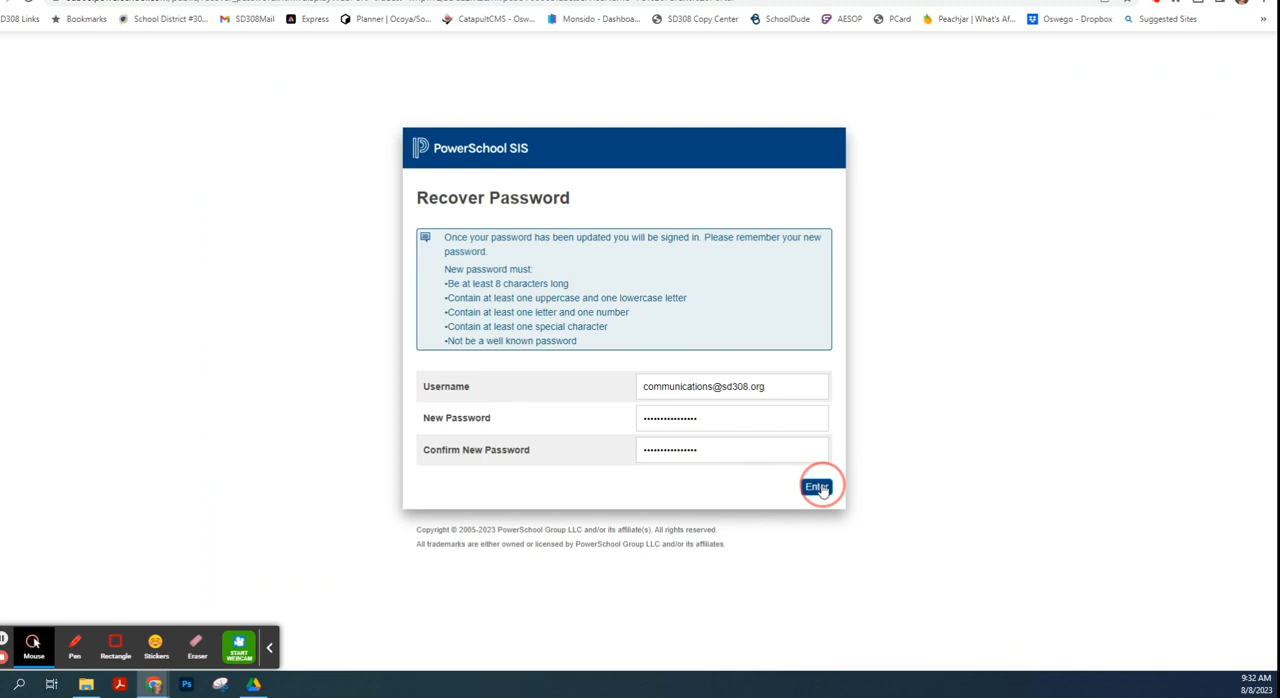 D308 Links Bookmarks School District #30... SD308Mail Express Planner | Ocoya/So... CatapultCMS - Osw... Monsido - Dashboa... SD308 Copy Center SchoolDude AESOP PCard Peachjar | What's Af... Oswego - Dropbox Suggested Sites »
PowerSchool SIS
Recover Password
Once your password has been updated you will be signed in. Please remember your new
password.
New password must:
•Be at least 8 characters long
•Contain at least one uppercase and one lowercase letter
•Contain at least one letter and one number
•Contain at least one special character
•Not be a well known password
Username communications@sd308.org
New Password ••••••••••••••••
Confirm New Password ••••••••••••••••
Enter
Copyright © 2005-2023 PowerSchool Group LLC and/or its affiliate(s). All rights reserved.
All trademarks are either owned or licensed by PowerSchool Group LLC and/or its affiliates.
Mouse Pen Rectangle Stickers Eraser START
WEBCAM
Ps
9:32 AM
8/8/2023